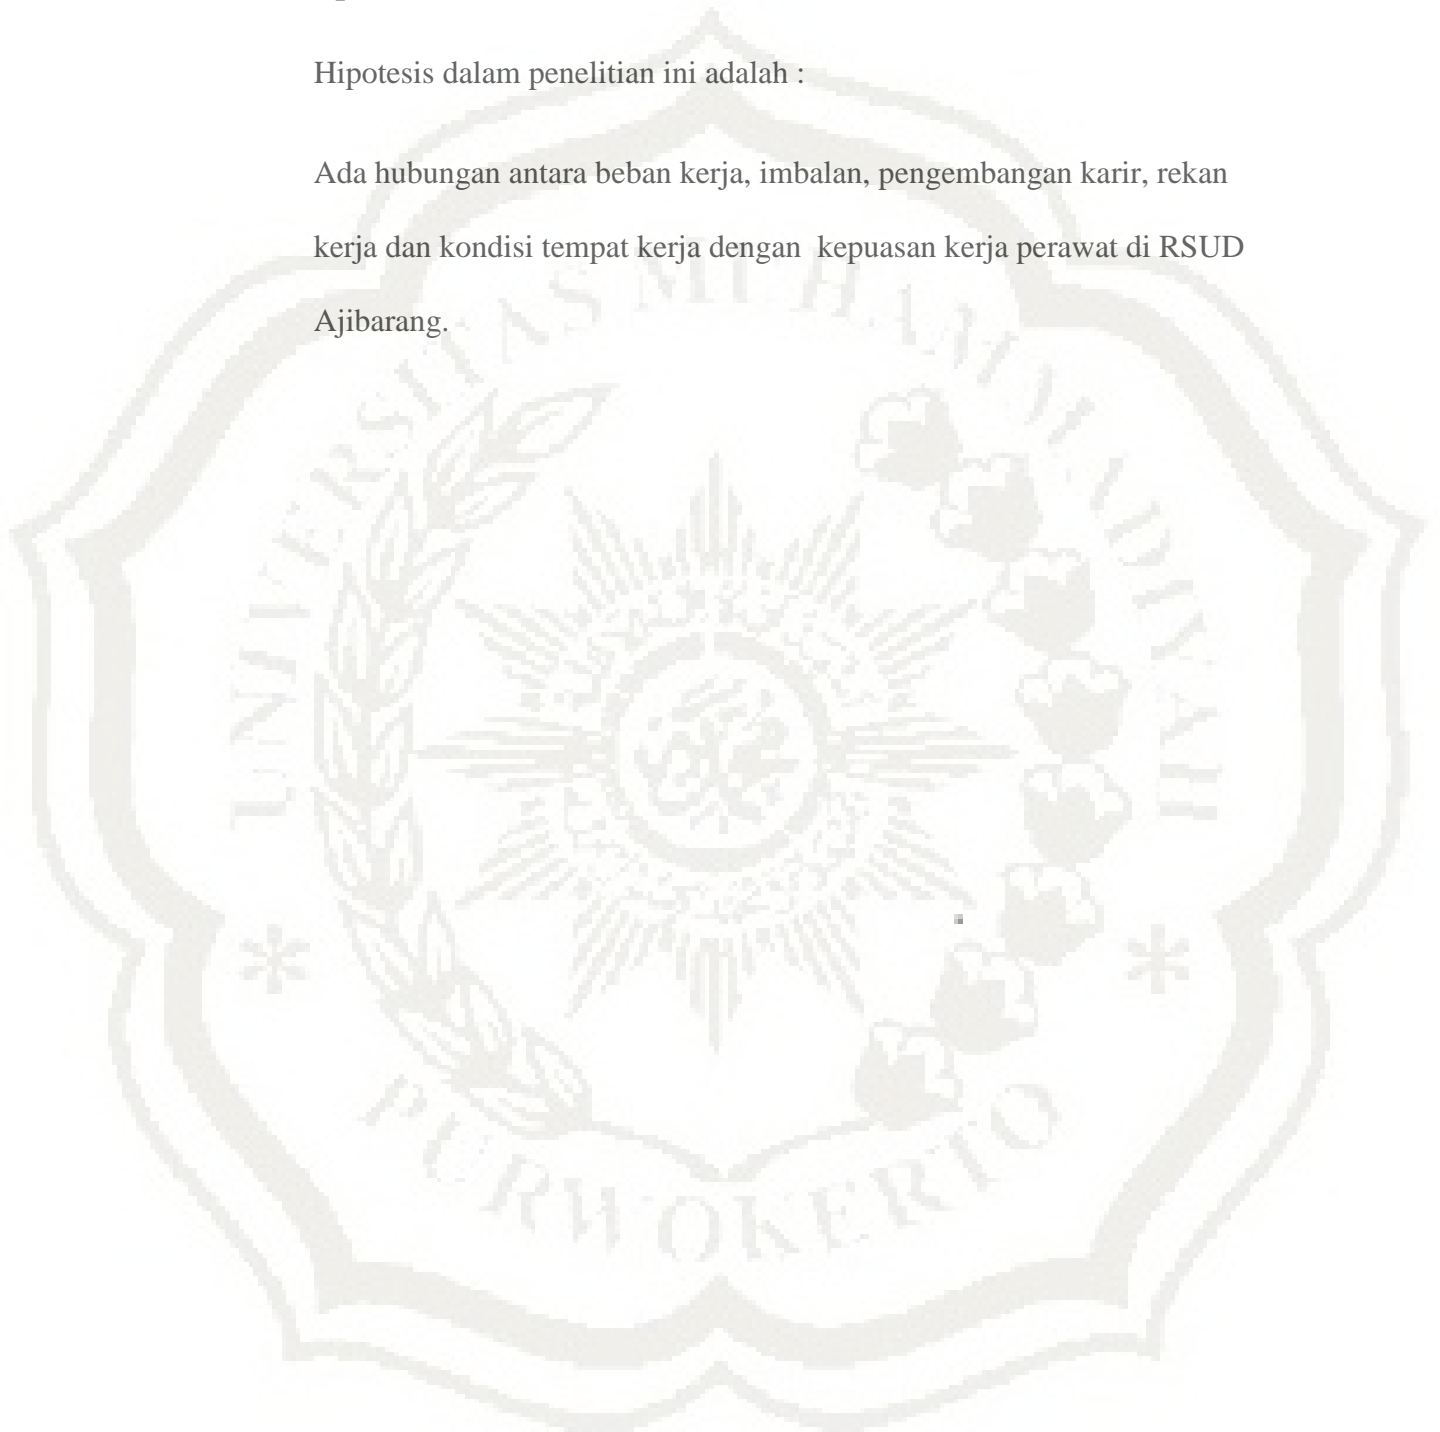 Hipotesis dalam penelitian ini adalah :
Ada hubungan antara beban kerja, imbalan, pengembangan karir, rekan
kerja dan kondisi tempat kerja dengan  kepuasan kerja perawat di RSUD
Ajibarang.
UNIVERSITAS MUHAMMADIYAH
PURWOKERTO